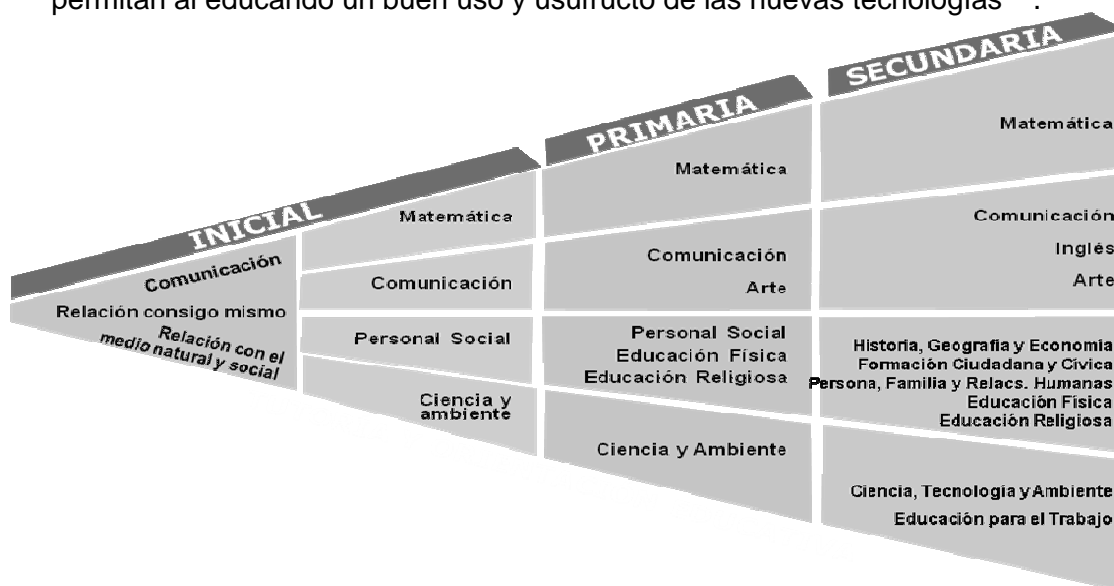 permitan al educando un buen uso y usufructo de las nuevas tecnologías .
INICIAL
Comunicación
Relación consigo mismo
Relación con el
medio natural y social
Matemática
Comunicación
Personal Social
Ciencia y
ambiente
PRIMARIA
Matemática
Comunicación
Arte
Personal Social
Educación Física
Educación Religiosa
Ciencia y Ambiente
SECUNDARIA
Matemática
Comunicación
Inglés
Arte
Historia, Geografía y Economía
Formación Ciudadana y Cívica
Persona, Familia y Relacs. Humanas
Educación Física
Educación Religiosa
Ciencia, Tecnología y Ambiente
Educación para el Trabajo